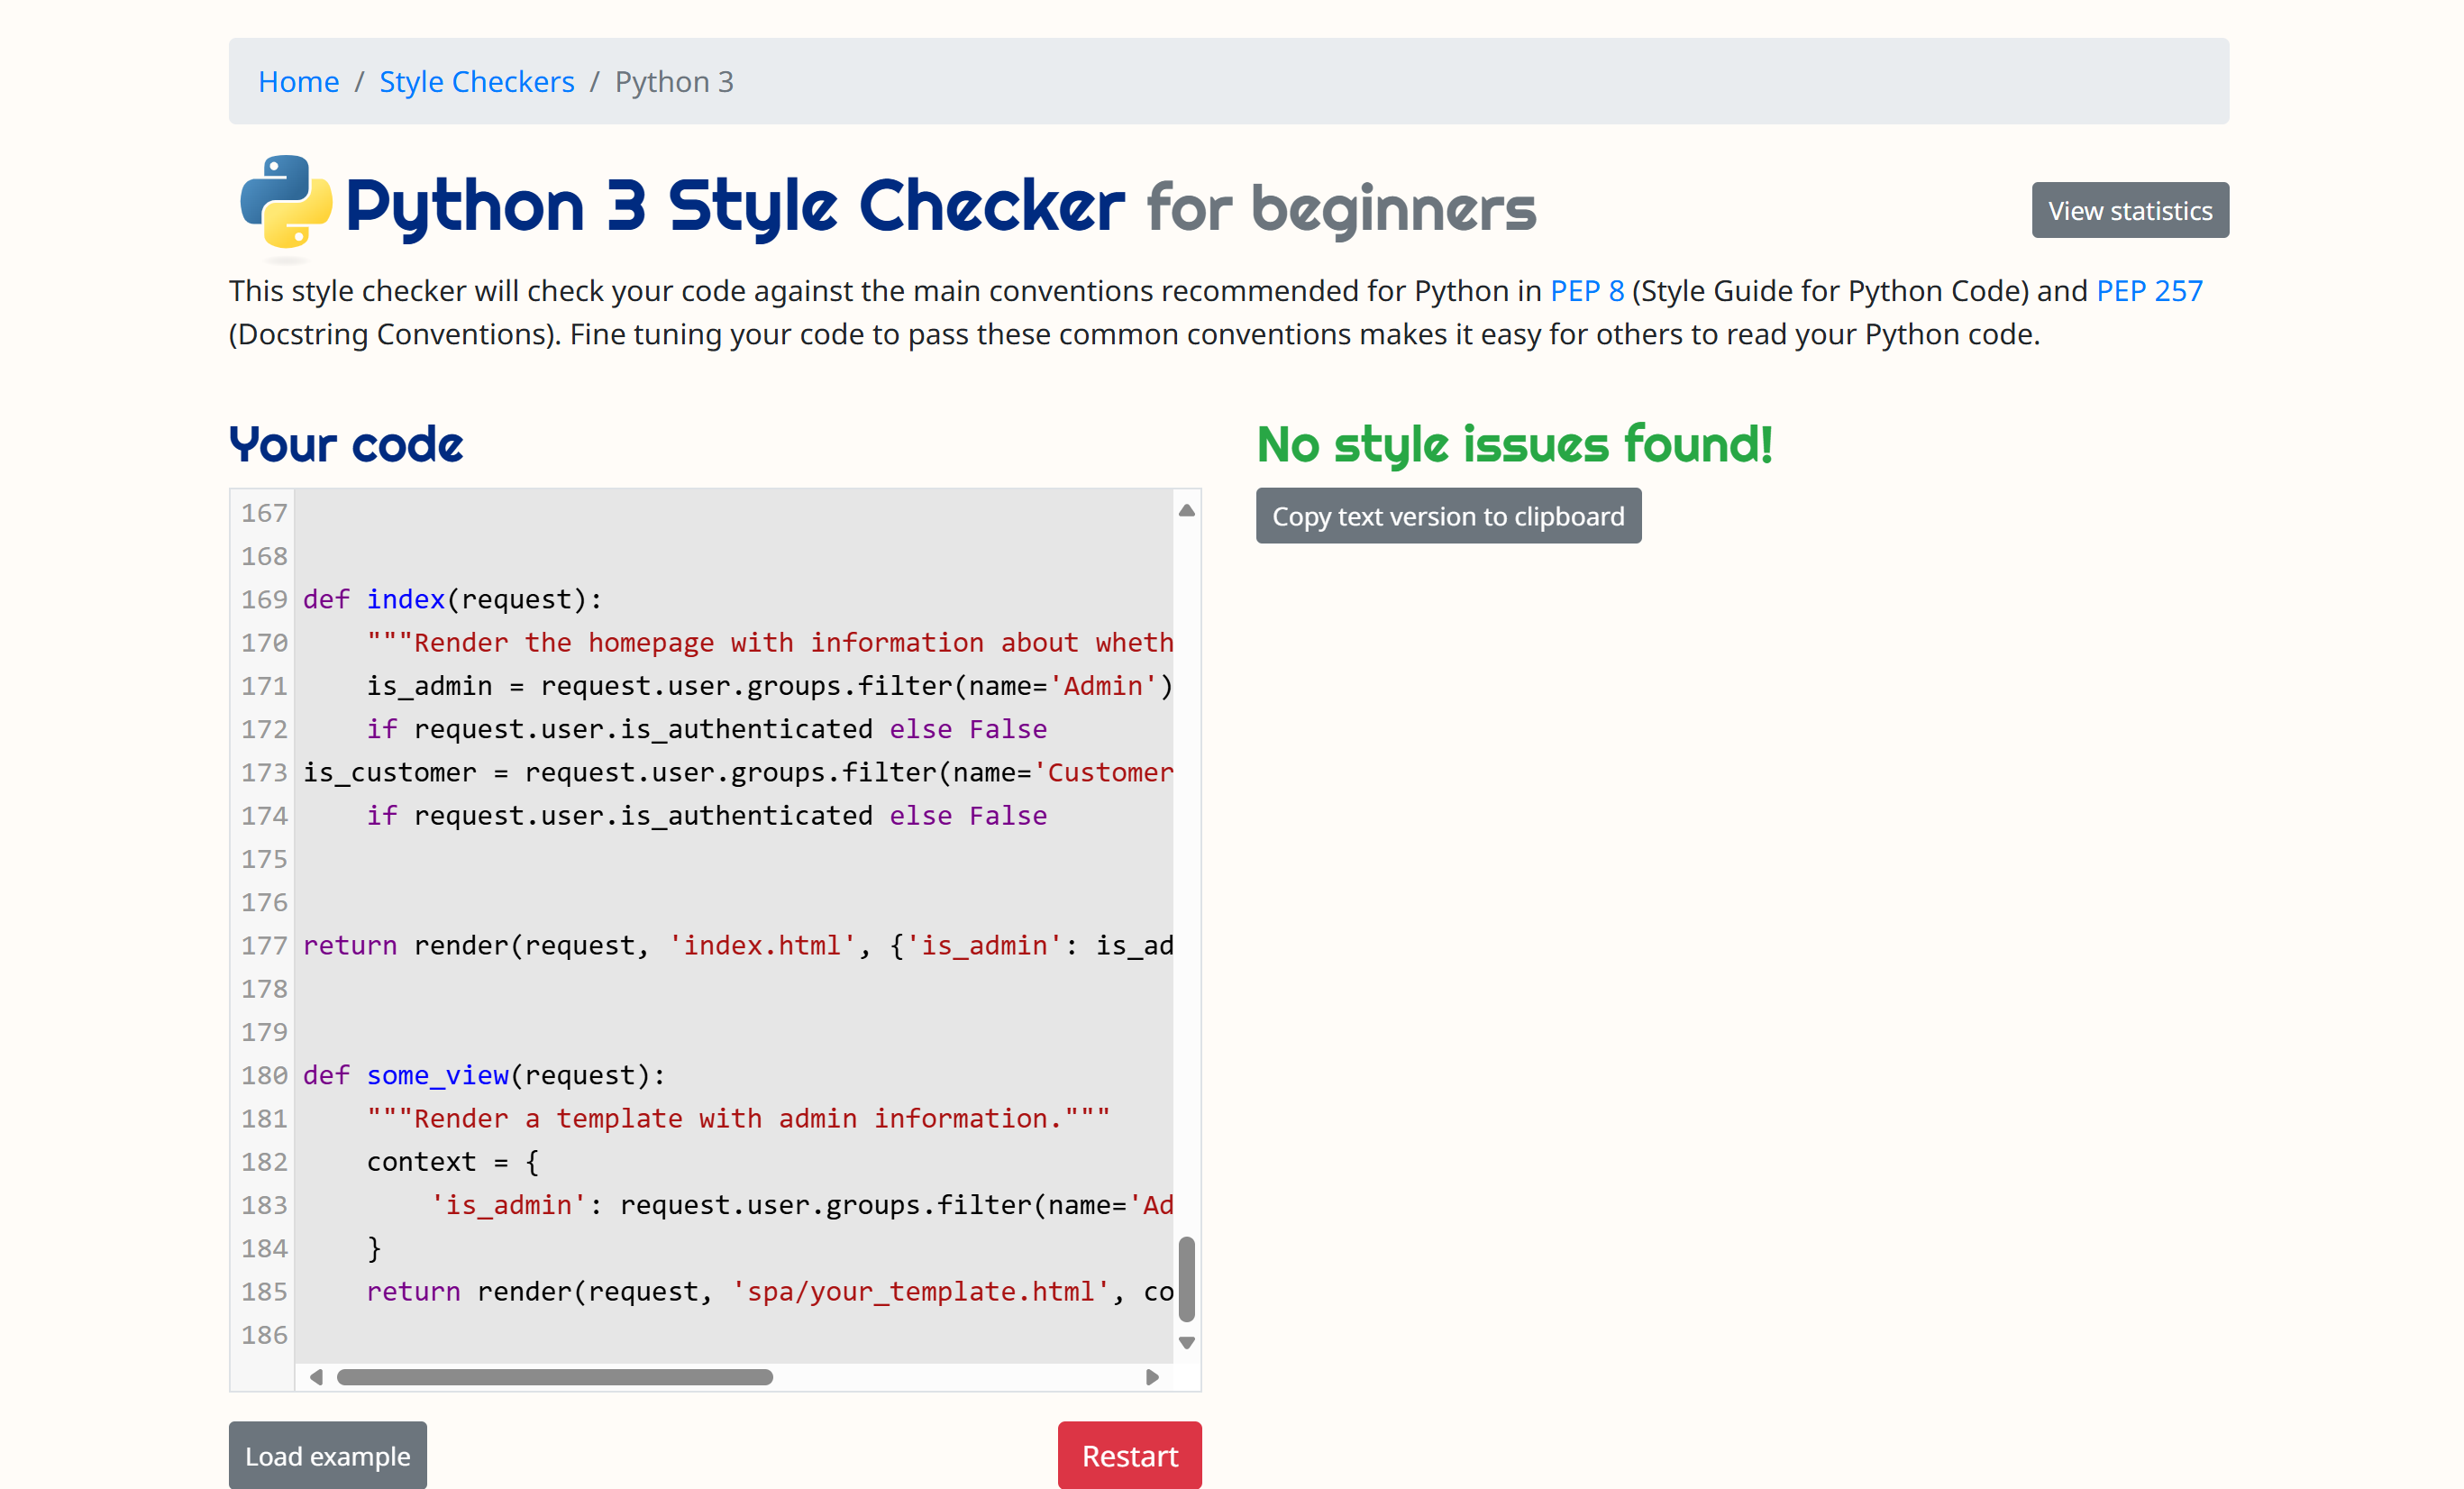 Home / Style Checkers / Python 3
Python 3 Style Checker for beginners
View statistics
This style checker will check your code against the main conventions recommended for Python in PEP 8 (Style Guide for Python Code) and PEP 257
(Docstring Conventions). Fine tuning your code to pass these common conventions makes it easy for others to read your Python code.
Your code
167
168
169 def index(request):
170     """Render the homepage with information about wheth
171     is_admin = request.user.groups.filter(name='Admin')
172     if request.user.is_authenticated else False
173 is_customer = request.user.groups.filter(name='Customer
174     if request.user.is_authenticated else False
175
176
177 return render(request, 'index.html', {'is_admin': is_ad
178
179
180 def some_view(request):
181     """Render a template with admin information."""
182     context = {
183         'is_admin': request.user.groups.filter(name='Ad
184     }
185     return render(request, 'spa/your_template.html', co
186
Load example
Restart
No style issues found!
Copy text version to clipboard